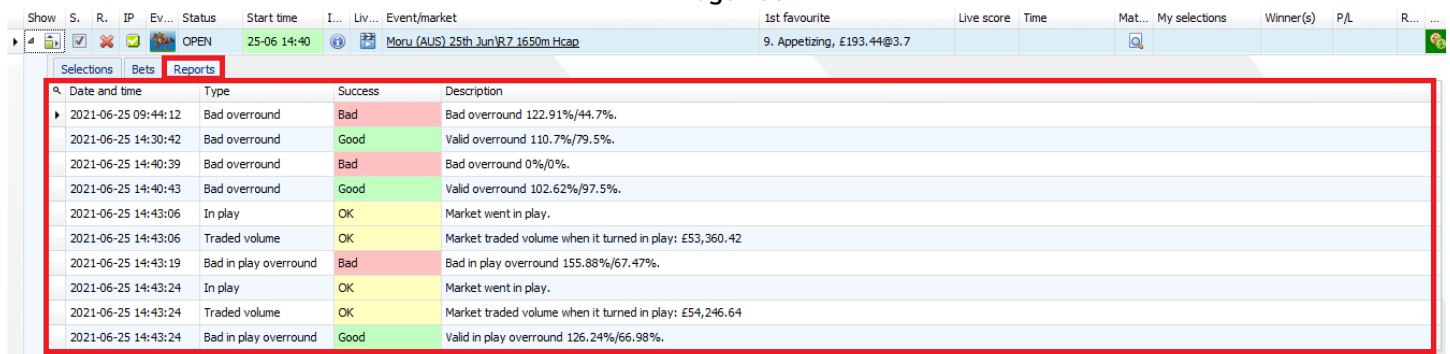 Show S. R. IP Ev... Status Start time I... Liv... Event/market 1st favourite Live score Time Mat... My selections Winner(s) P/L R... ...
OPEN 25-06 14:40 Moru (AUS) 25th Jun\R7 1650m Hcap 9. Appetizing, £193.44@3.7
Selections Bets Reports
Date and time Type Success Description
2021-06-25 09:44:12 Bad overround Bad Bad overround 122.91%/44.7%.
2021-06-25 14:30:42 Bad overround Good Valid overround 110.7%/79.5%.
2021-06-25 14:40:39 Bad overround Bad Bad overround 0%/0%.
2021-06-25 14:40:43 Bad overround Good Valid overround 102.62%/97.5%.
2021-06-25 14:43:06 In play OK Market went in play.
2021-06-25 14:43:06 Traded volume OK Market traded volume when it turned in play: £53,360.42
2021-06-25 14:43:19 Bad in play overround Bad Bad in play overround 155.88%/67.47%.
2021-06-25 14:43:24 In play OK Market went in play.
2021-06-25 14:43:24 Traded volume OK Market traded volume when it turned in play: £54,246.64
2021-06-25 14:43:24 Bad in play overround Good Valid in play overround 126.24%/66.98%.